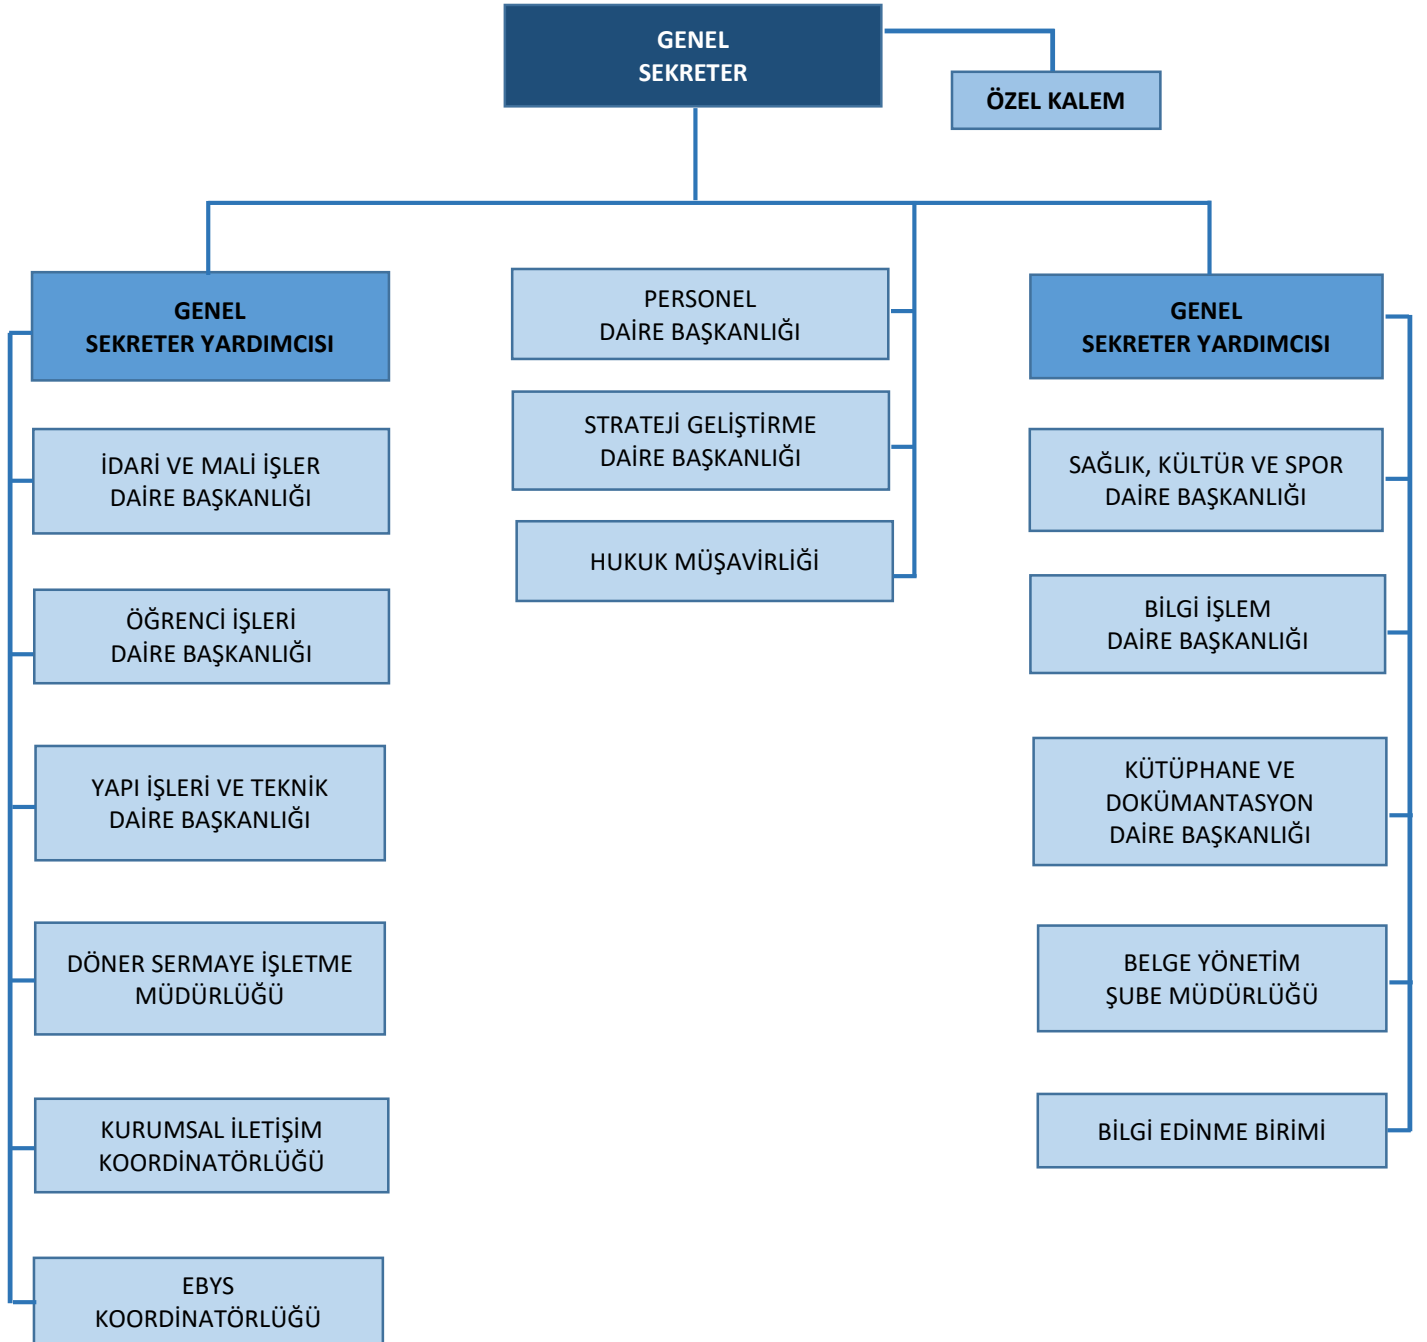 GENEL
SEKRETER
ÖZEL KALEM
GENEL
SEKRETER YARDIMCISI
İDARİ VE MALİ İŞLER
DAİRE BAŞKANLIĞI
ÖĞRENCİ İŞLERİ
DAİRE BAŞKANLIĞI
YAPI İŞLERİ VE TEKNİK
DAİRE BAŞKANLIĞI
DÖNER SERMAYE İŞLETME
MÜDÜRLÜĞÜ
KURUMSAL İLETİŞİM
KOORDİNATÖRLÜĞÜ
EBYS
KOORDİNATÖRLÜĞÜ
PERSONEL
DAİRE BAŞKANLIĞI
STRATEJİ GELİŞTİRME
DAİRE BAŞKANLIĞI
HUKUK MÜŞAVİRLİĞİ
GENEL
SEKRETER YARDIMCISI
SAĞLIK, KÜLTÜR VE SPOR
DAİRE BAŞKANLIĞI
BİLGİ İŞLEM
DAİRE BAŞKANLIĞI
KÜTÜPHANE VE
DOKÜMANTASYON
DAİRE BAŞKANLIĞI
BELGE YÖNETİM
ŞUBE MÜDÜRLÜĞÜ
BİLGİ EDİNME BİRİMİ